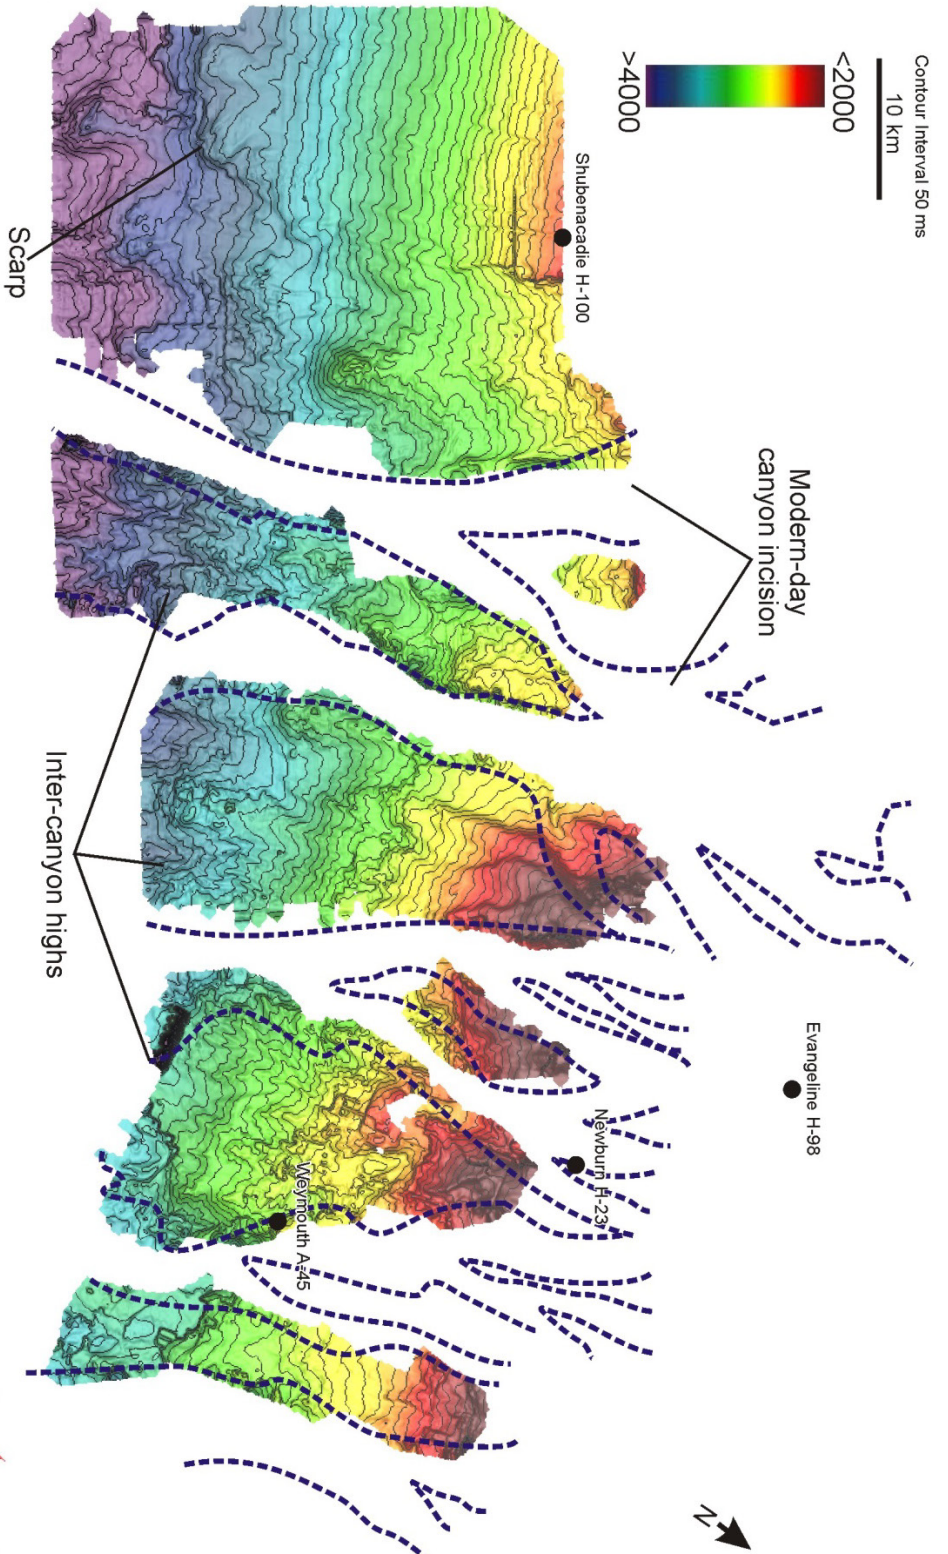 Contour Interval 50 ms
10 km
<2000
>4000
Shubenacadie H-100
Scarp
Modern-day
canyon incision
Inter-canyon highs
Evangeline H-98
Newburn H-23
Weymouth A-45
N